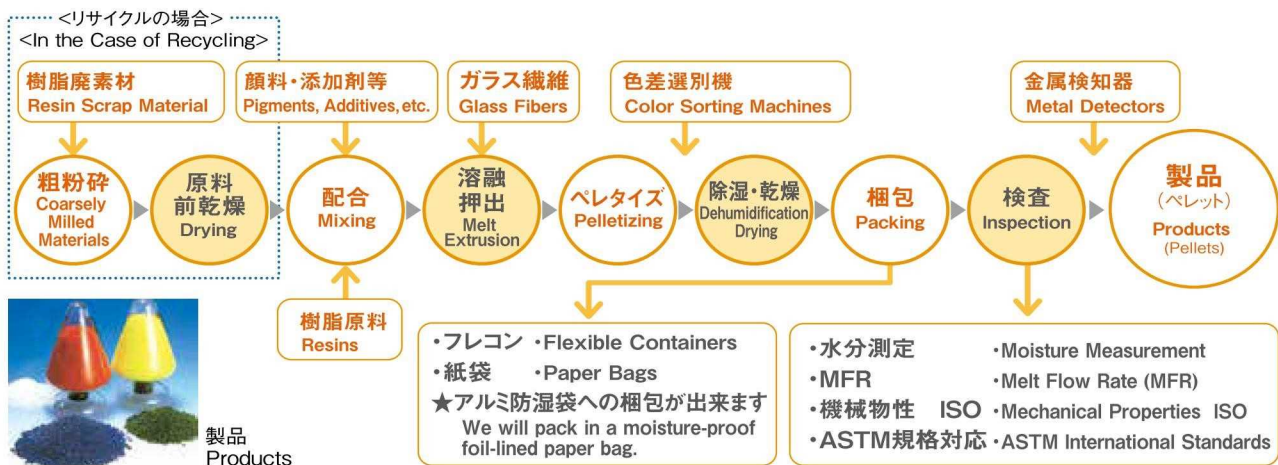 <リサイクルの場合>
<In the Case of Recycling>
樹脂廃素材
Resin Scrap Material
顔料・添加剤等
Pigments, Additives, etc.
ガラス繊維
Glass Fibers
色差選別機
Color Sorting Machines
金属検知器
Metal Detectors
粗粉砕
Coarsely
Milled
Materials
原料
前乾燥
Drying
配合
Mixing
溶融
押出
Melt
Extrusion
ペレタイズ
Pelletizing
除湿・乾燥
Dehumidification
Drying
梱包
Packing
検査
Inspection
製品
(ペレット)
Products
(Pellets)
樹脂原料
Resins
・フレコン ・Flexible Containers
・紙袋 ・Paper Bags
★アルミ防湿袋への梱包が出来ます
We will pack in a moisture-proof
foil-lined paper bag.
・水分測定 ・Moisture Measurement
・MFR ・Melt Flow Rate (MFR)
・機械物性 ISO ・Mechanical Properties ISO
・ASTM規格対応 ・ASTM International Standards
製品
Products